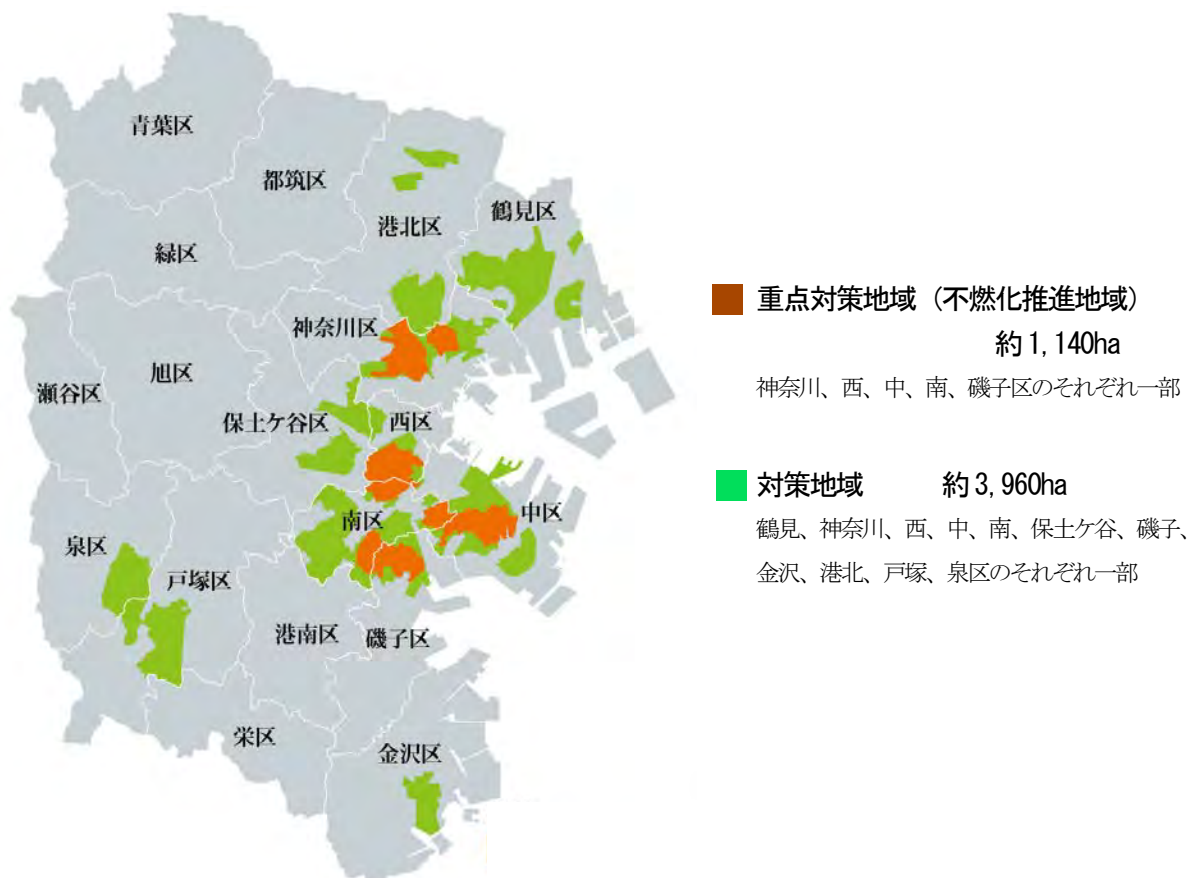 青葉区
都筑区
港北区
鶴見区
緑区
神奈川区
旭区
瀬谷区
保土ケ谷区
西区
南区
中区
泉区
戸塚区
港南区
磯子区
栄区
金沢区
重点対策地域（不燃化推進地域）
約1,140ha
神奈川、西、中、南、磯子区のそれぞれ一部
対策地域　約3,960ha
鶴見、神奈川、西、中、南、保土ケ谷、磯子、
金沢、港北、戸塚、泉区のそれぞれ一部